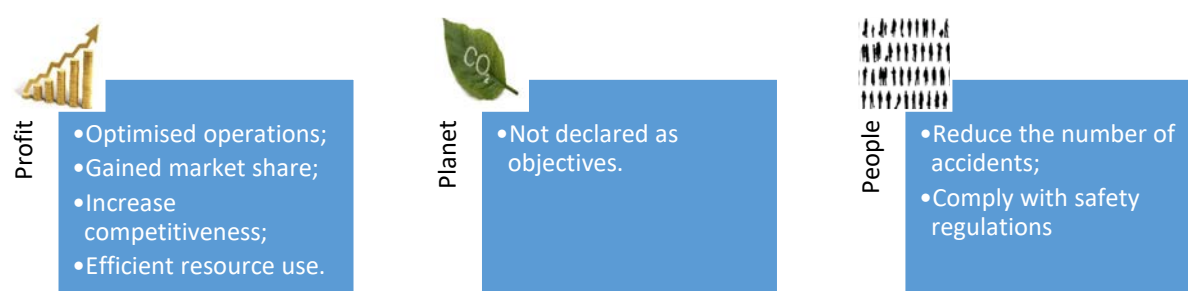 Profit
•Optimised operations;
•Gained market share;
•Increase
competitiveness;
•Efficient resource use.
CO2
Planet
•Not declared as
objectives.
People
•Reduce the number of
accidents;
•Comply with safety
regulations